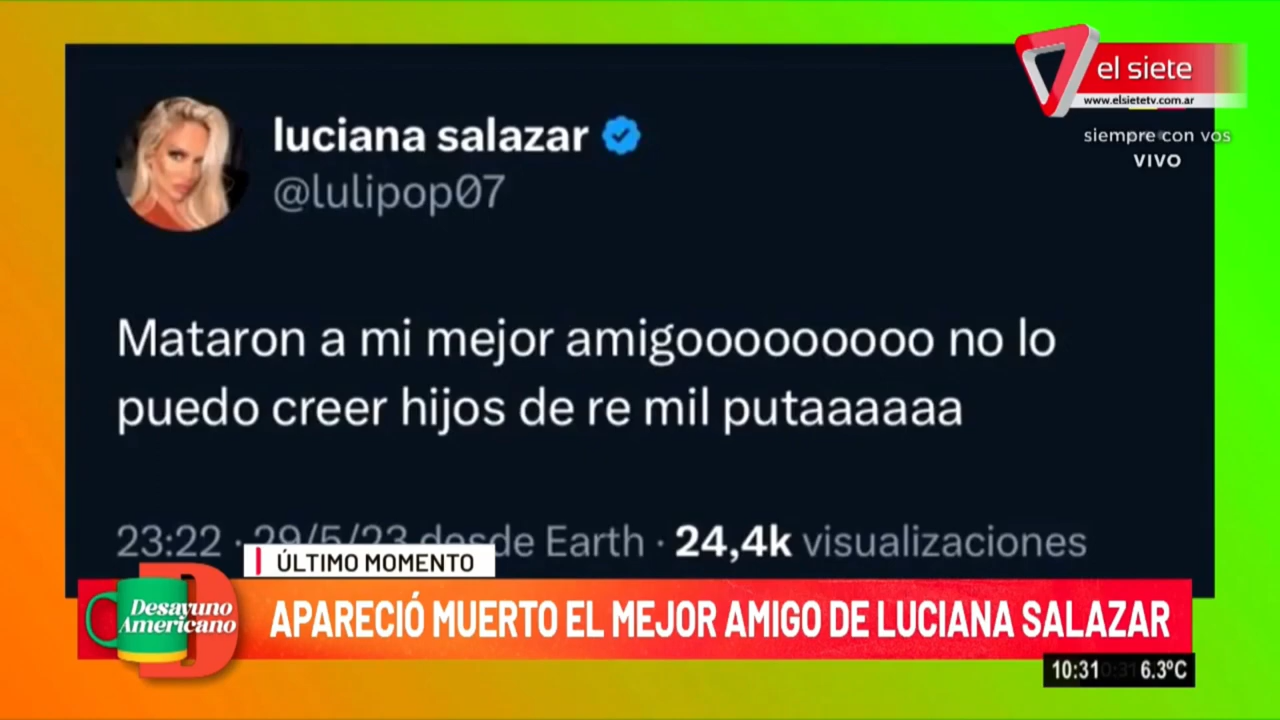 el siete
www.elsietetv.com.ar
siempre con vos
VIVO
luciana salazar
@lulipop07
Mataron a mi mejor amigooooooooo no lo
puedo creer hijos de re mil putaaaaaa
23:22 · 29/5/23 desde Earth · 24,4k visualizaciones
ÚLTIMO MOMENTO
Desayuno
Americano
APARECIÓ MUERTO EL MEJOR AMIGO DE LUCIANA SALAZAR
10:31 6.3°C